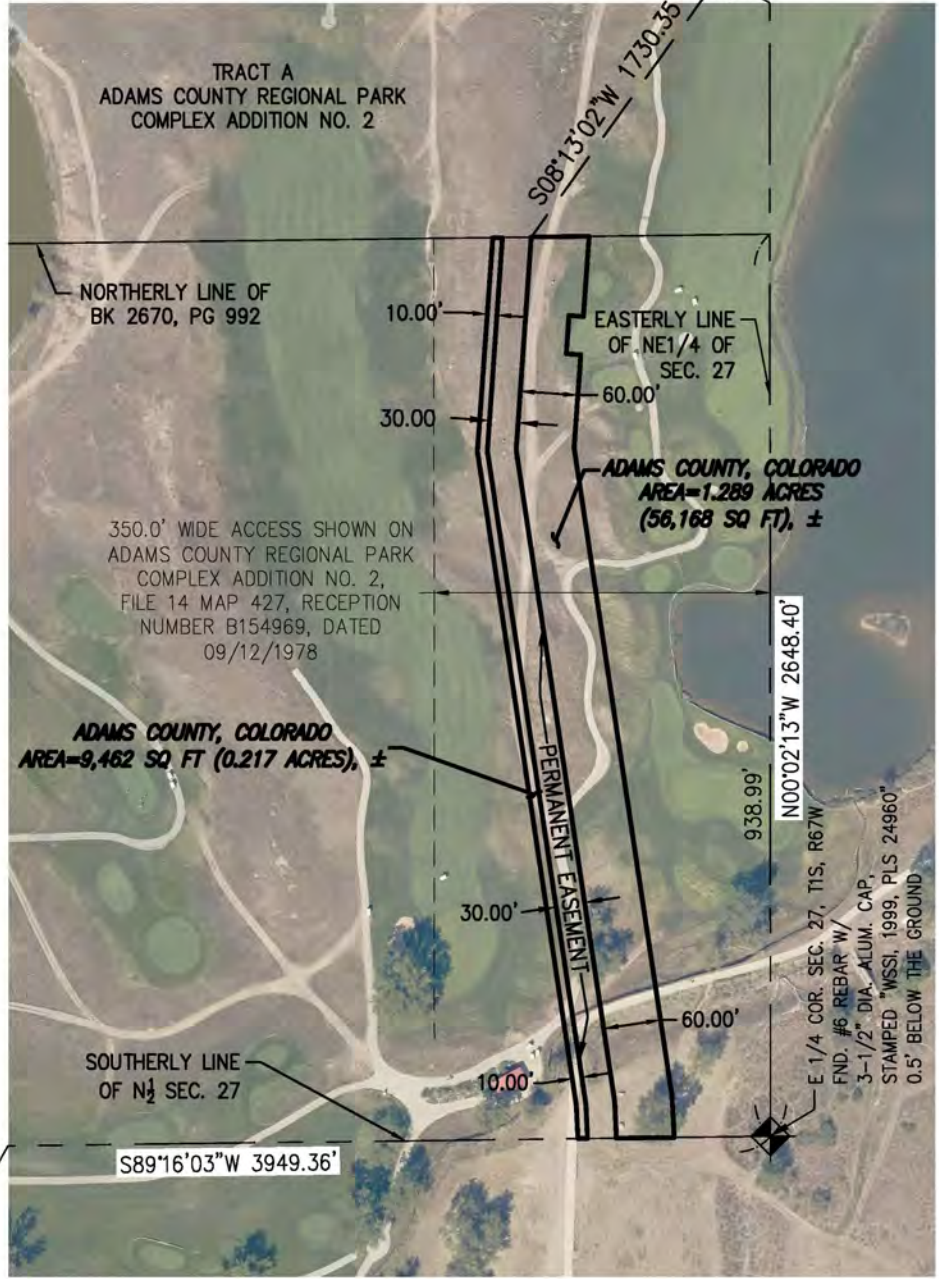 S08°13'02"W 1730.35
TRACT A
ADAMS COUNTY REGIONAL PARK
COMPLEX ADDITION NO. 2
NORTHERLY LINE OF
BK 2670, PG 992
10.00'
EASTERLY LINE
OF NE1/4 OF
SEC. 27
60.00'
30.00
ADAMS COUNTY, COLORADO
AREA=1.289 ACRES
(56,168 SQ FT), ±
350.0' WIDE ACCESS SHOWN ON
ADAMS COUNTY REGIONAL PARK
COMPLEX ADDITION NO. 2,
FILE 14 MAP 427, RECEPTION
NUMBER B154969, DATED
09/12/1978
ADAMS COUNTY, COLORADO
AREA=9,462 SQ FT (0.217 ACRES), ±
PERMANENT EASEMENT
938.99'
N00°02'13"W 2648.40'
30.00'
60.00'
10.00'
E 1/4 COR. SEC. 27, T1S, R67W
FND. #6 REBAR W/
3-1/2" DIA. ALUM. CAP,
STAMPED "WSSI, 1999, PLS 24960"
0.5' BELOW THE GROUND
SOUTHERLY LINE
OF N½ SEC. 27
S89°16'03"W 3949.36'